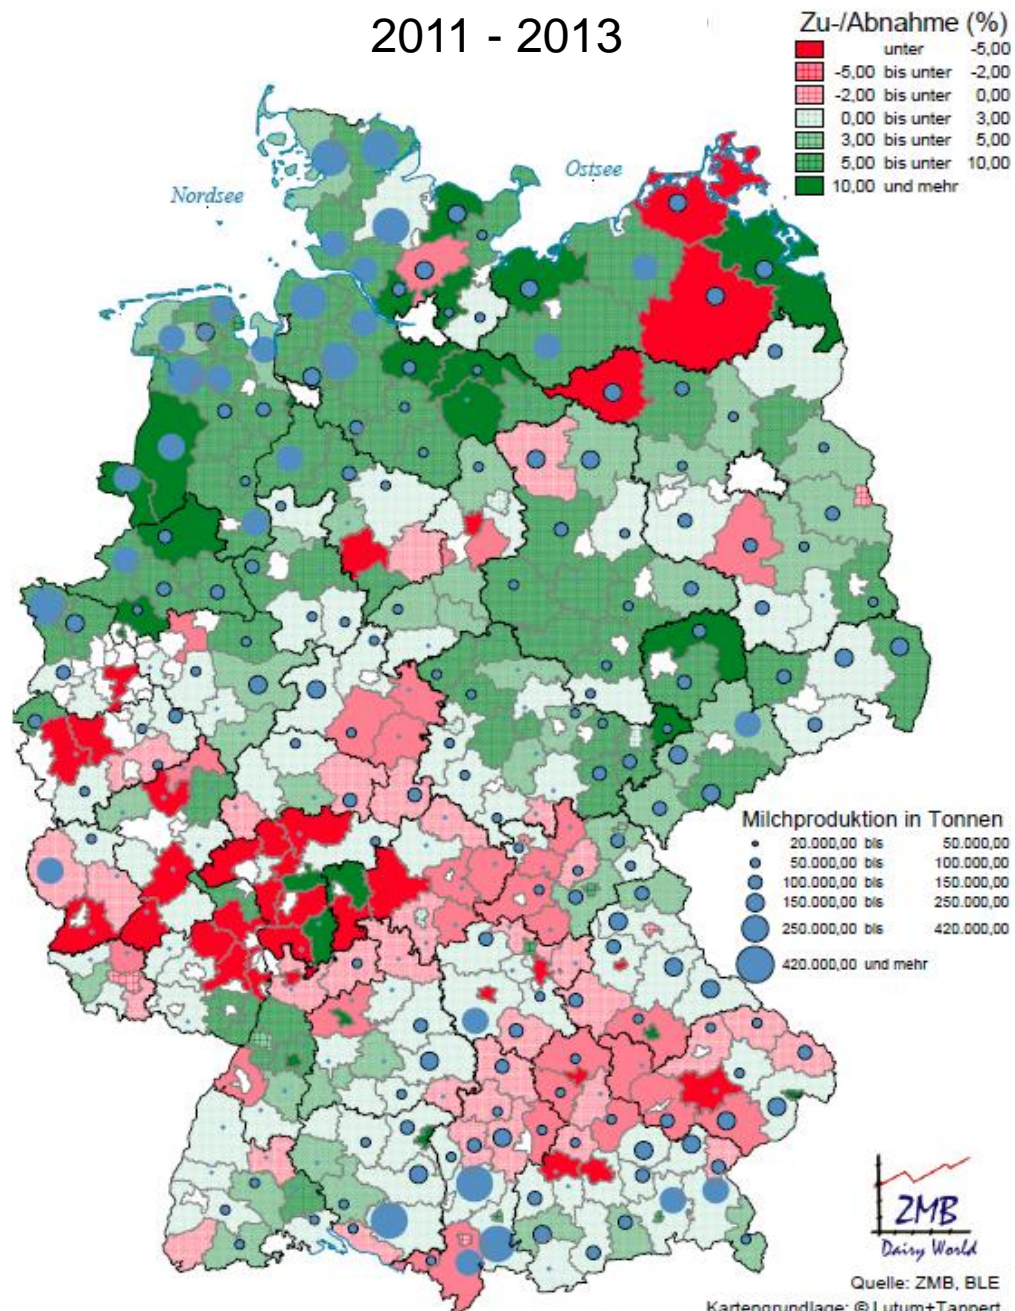 2011 - 2013
Zu-/Abnahme (%)
unter -5,00
-5,00 bis unter -2,00
-2,00 bis unter 0,00
0,00 bis unter 3,00
3,00 bis unter 5,00
5,00 bis unter 10,00
10,00 und mehr
Nordsee
Ostsee
Milchproduktion in Tonnen
20.000,00 bis 50.000,00
50.000,00 bis 100.000,00
100.000,00 bis 150.000,00
150.000,00 bis 250.000,00
250.000,00 bis 420.000,00
420.000,00 und mehr
ZMB
Dairy World
Quelle: ZMB, BLE
Kartengrundlage: © Lutum+Tappert